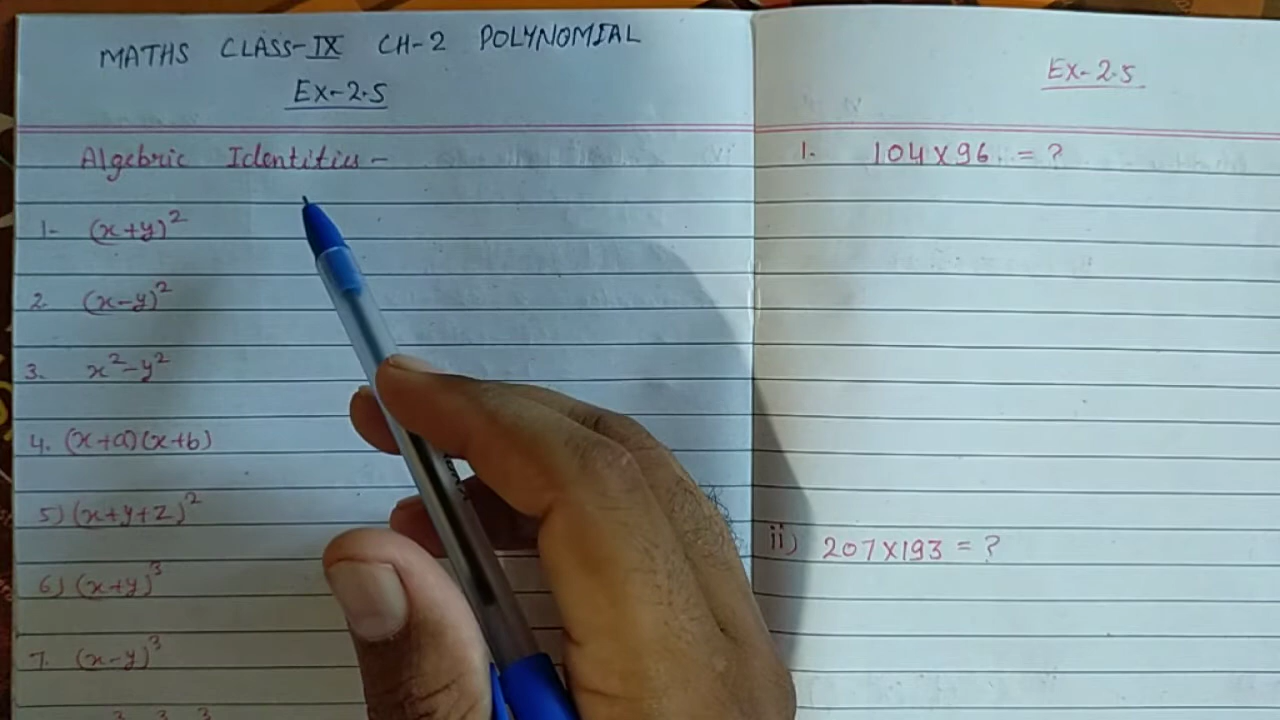 MATHS CLASS-IX CH-2 POLYNOMIAL
Ex-2.5
Algebric Identities -
1- (x+y)²
2. (x-y)²
3. x²-y²
4. (x+a)(x+b)
5) (x+y+z)²
6) (x+y)³
7. (x-y)³
Ex-2.5
1. 104x96 = ?
ii) 207x193 = ?